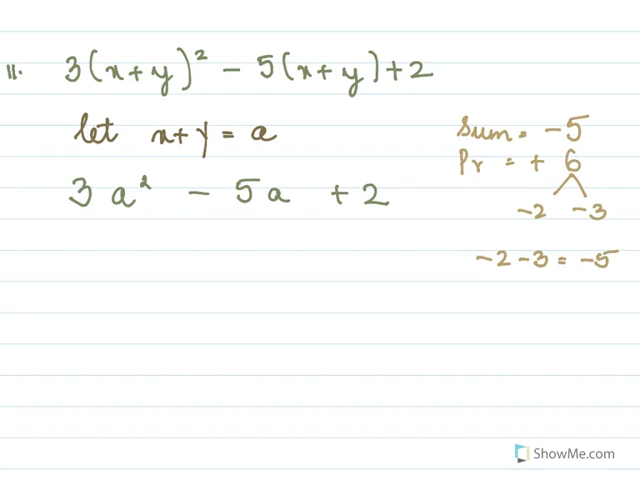 11. 3(x+y)² - 5(x+y)+2
let x+y = a
3a² - 5a + 2
Sum = -5
Pr = + 6
-2 -3
-2 -3 = -5
ShowMe.com